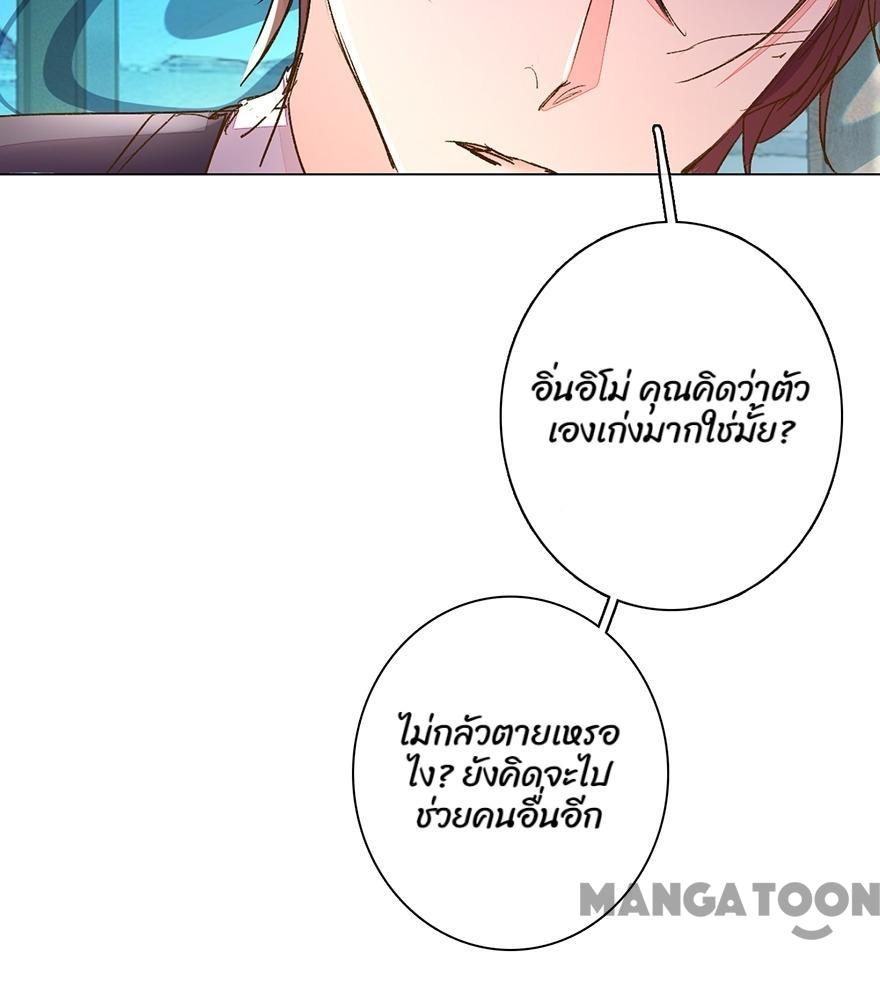 อิ่นอิโม่ คุณคิดว่าตัว
เองเก่งมากใช่มั้ย?
ไม่กลัวตายเหรอ
ไง? ยังคิดจะไป
ช่วยคนอื่นอีก
MANGATOON